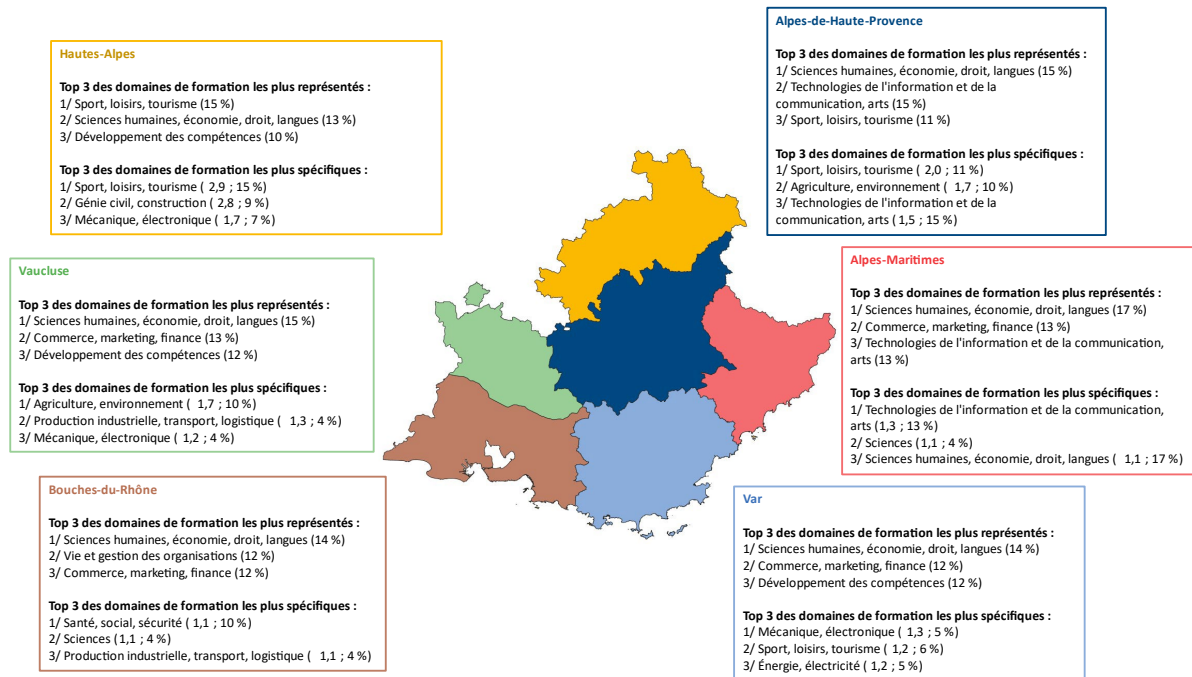 Hautes-Alpes
Top 3 des domaines de formation les plus représentés :
1/ Sport, loisirs, tourisme (15 %)
2/ Sciences humaines, économie, droit, langues (13 %)
3/ Développement des compétences (10 %)
Top 3 des domaines de formation les plus spécifiques :
1/ Sport, loisirs, tourisme ( 2,9 ; 15 %)
2/ Génie civil, construction ( 2,8 ; 9 %)
3/ Mécanique, électronique ( 1,7 ; 7 %)
Alpes-de-Haute-Provence
Top 3 des domaines de formation les plus représentés :
1/ Sciences humaines, économie, droit, langues (15 %)
2/ Technologies de l'information et de la
communication, arts (15 %)
3/ Sport, loisirs, tourisme (11 %)
Top 3 des domaines de formation les plus spécifiques :
1/ Sport, loisirs, tourisme ( 2,0 ; 11 %)
2/ Agriculture, environnement ( 1,7 ; 10 %)
3/ Technologies de l'information et de la
communication, arts ( 1,5 ; 15 %)
Vaucluse
Top 3 des domaines de formation les plus représentés :
1/ Sciences humaines, économie, droit, langues (15 %)
2/ Commerce, marketing, finance (13 %)
3/ Développement des compétences (12 %)
Top 3 des domaines de formation les plus spécifiques :
1/ Agriculture, environnement ( 1,7 ; 10 %)
2/ Production industrielle, transport, logistique ( 1,3 ; 4 %)
3/ Mécanique, électronique ( 1,2 ; 4 %)
Alpes-Maritimes
Top 3 des domaines de formation les plus représentés :
1/ Sciences humaines, économie, droit, langues (17 %)
2/ Commerce, marketing, finance (13 %)
3/ Technologies de l'information et de la communication,
arts (13 %)
Top 3 des domaines de formation les plus spécifiques :
1/ Technologies de l'information et de la communication,
arts (1,3 ; 13 %)
2/ Sciences (1,1 ; 4 %)
3/ Sciences humaines, économie, droit, langues ( 1,1 ; 17 %)
Bouches-du-Rhône
Top 3 des domaines de formation les plus représentés :
1/ Sciences humaines, économie, droit, langues (14 %)
2/ Vie et gestion des organisations (12 %)
3/ Commerce, marketing, finance (12 %)
Top 3 des domaines de formation les plus spécifiques :
1/ Santé, social, sécurité ( 1,1 ; 10 %)
2/ Sciences (1,1 ; 4 %)
3/ Production industrielle, transport, logistique ( 1,1 ; 4 %)
Var
Top 3 des domaines de formation les plus représentés :
1/ Sciences humaines, économie, droit, langues (14 %)
2/ Commerce, marketing, finance (12 %)
3/ Développement des compétences (12 %)
Top 3 des domaines de formation les plus spécifiques :
1/ Mécanique, électronique ( 1,3 ; 5 %)
2/ Sport, loisirs, tourisme ( 1,2 ; 6 %)
3/ Énergie, électricité ( 1,2 ; 5 %)